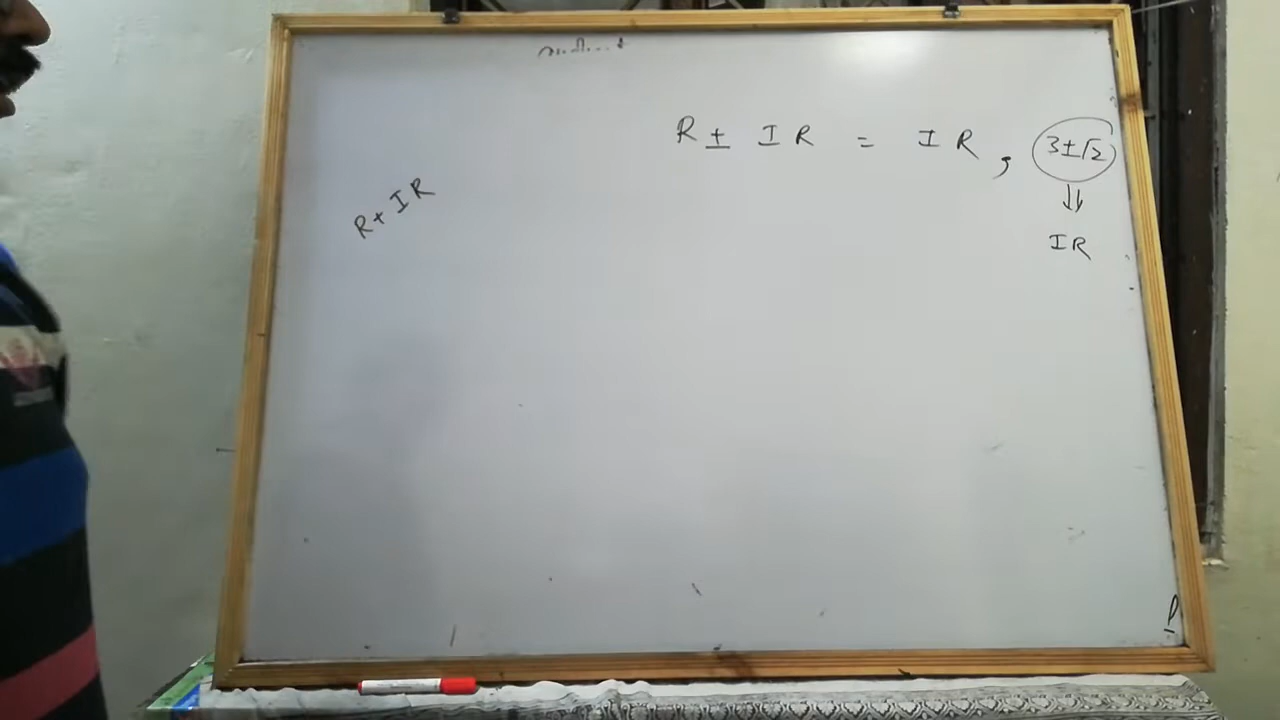 R ± IR = IR, 3±√2
⇓
IR
R + IR
P